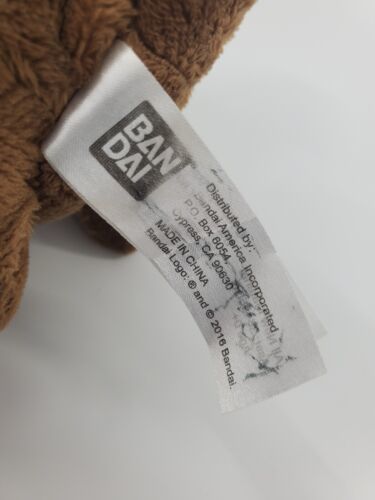 BAN
DAI
Distributed by:
Bandai America Incorporated
P.O. Box 6054,
Cypress, CA 90630
MADE IN CHINA
Bandai Logo: ® and © 2016 Bandai.